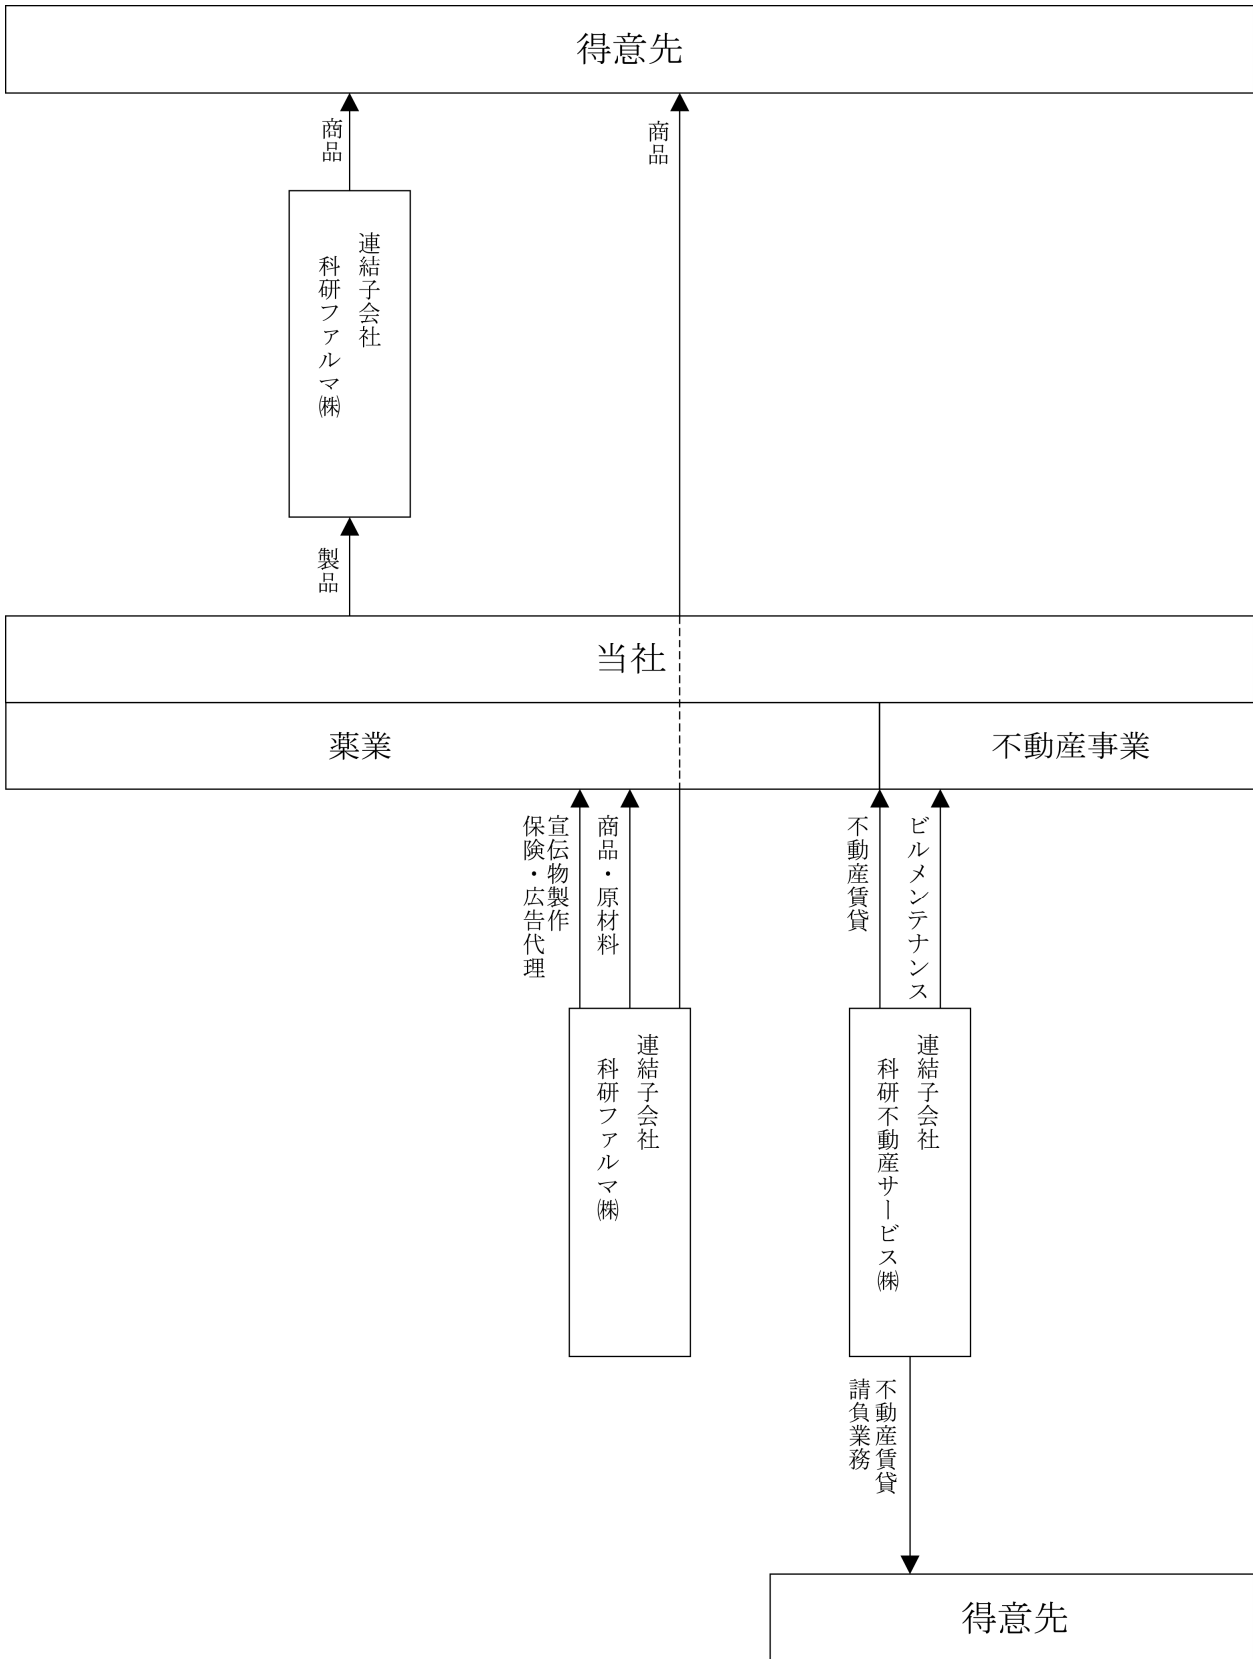 得意先
商品
商品
連結子会社
科研ファルマ㈱
製品
当社
薬業
不動産事業
宣伝物製作
保険・広告代理
商品・原材料
不動産賃貸
ビルメンテナンス
連結子会社
科研ファルマ㈱
連結子会社
科研不動産サービス㈱
不動産賃貸
請負業務
得意先